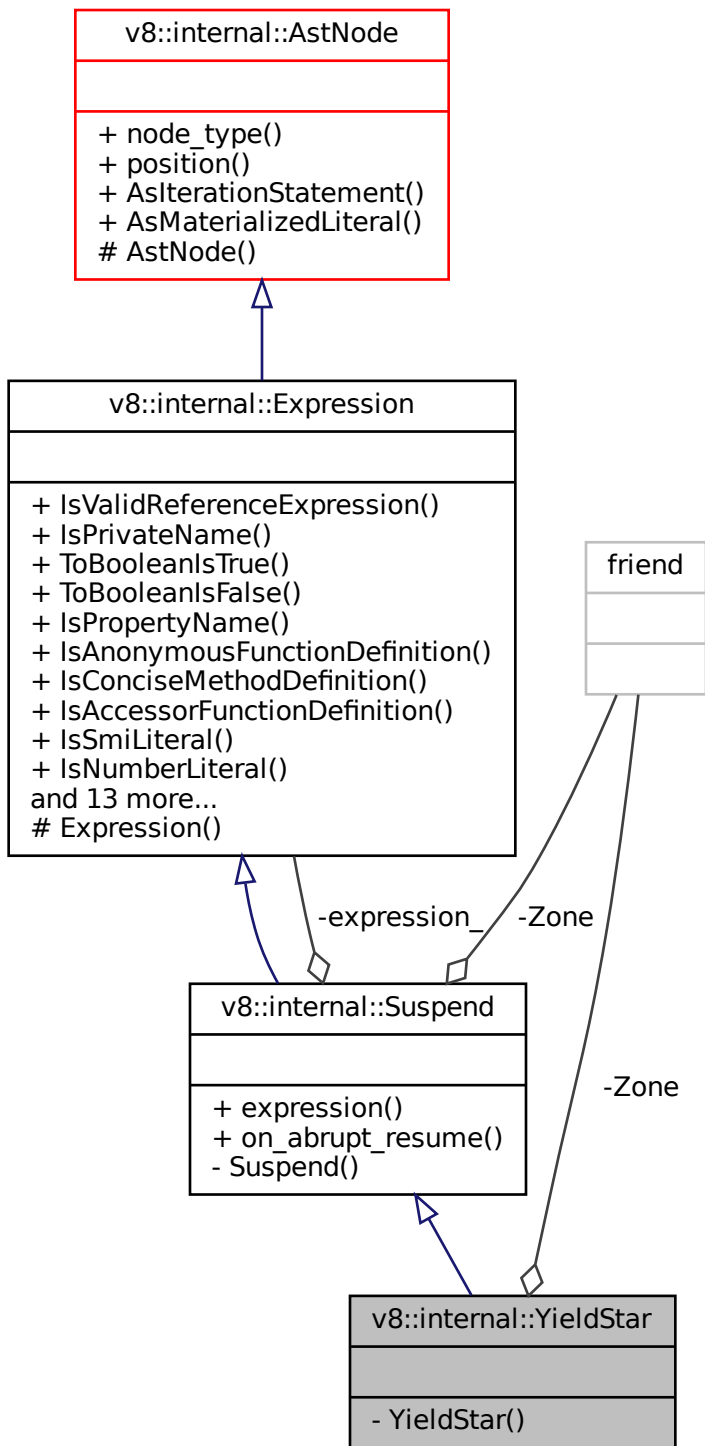 v8::internal::AstNode
+ node_type()
+ position()
+ AsIterationStatement()
+ AsMaterializedLiteral()
# AstNode()
v8::internal::Expression
+ IsValidReferenceExpression()
+ IsPrivateName()
+ ToBooleanIsTrue()
+ ToBooleanIsFalse()
+ IsPropertyName()
+ IsAnonymousFunctionDefinition()
+ IsConciseMethodDefinition()
+ IsAccessorFunctionDefinition()
+ IsSmiLiteral()
+ IsNumberLiteral()
and 13 more...
# Expression()
friend
-expression_
-Zone
v8::internal::Suspend
+ expression()
+ on_abrupt_resume()
- Suspend()
-Zone
v8::internal::YieldStar
- YieldStar()